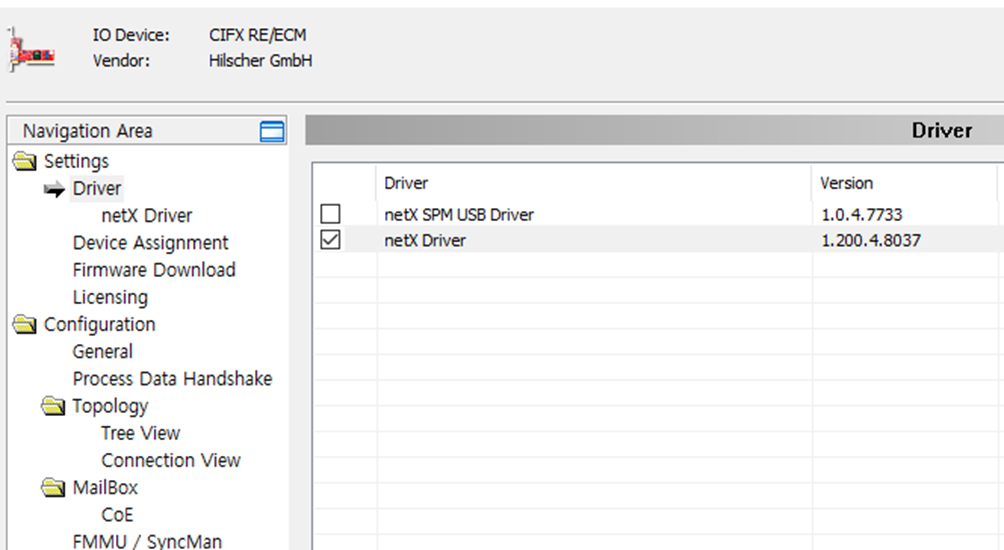 IO Device: CIFX RE/ECM
Vendor: Hilscher GmbH
Navigation Area
Settings
Driver
netX Driver
Device Assignment
Firmware Download
Licensing
Configuration
General
Process Data Handshake
Topology
Tree View
Connection View
MailBox
CoE
FMMU / SyncMan
Driver
Driver Version
netX SPM USB Driver 1.0.4.7733
netX Driver 1.200.4.8037